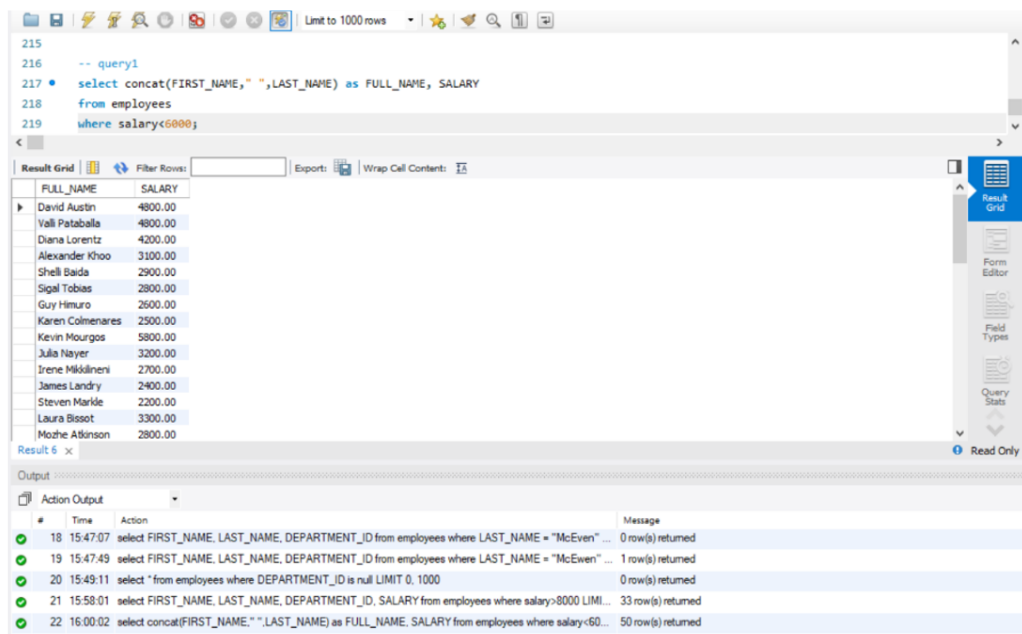 Limit to 1000 rows
215
216 -- query1
217 select concat(FIRST_NAME," ",LAST_NAME) as FULL_NAME, SALARY
218 from employees
219 where salary<6000;
Result Grid Filter Rows: Export: Wrap Cell Content:
FULL_NAME SALARY
David Austin 4800.00
Valli Pataballa 4800.00
Diana Lorentz 4200.00
Alexander Khoo 3100.00
Shelli Baida 2900.00
Sigal Tobias 2800.00
Guy Himuro 2600.00
Karen Colmenares 2500.00
Kevin Mourgos 5800.00
Julia Nayer 3200.00
Irene Mikkilineni 2700.00
James Landry 2400.00
Steven Markle 2200.00
Laura Bissot 3300.00
Mozhe Atkinson 2800.00
Result
Grid
Form
Editor
Field
Types
Query
Stats
Result 6 Read Only
Output
Action Output
# Time Action Message
18 15:47:07 select FIRST_NAME, LAST_NAME, DEPARTMENT_ID from employees where LAST_NAME = "McEven" ... 0 row(s) returned
19 15:47:49 select FIRST_NAME, LAST_NAME, DEPARTMENT_ID from employees where LAST_NAME = "McEwen" ... 1 row(s) returned
20 15:49:11 select * from employees where DEPARTMENT_ID is null LIMIT 0, 1000 0 row(s) returned
21 15:58:01 select FIRST_NAME, LAST_NAME, DEPARTMENT_ID, SALARY from employees where salary>8000 LIMI... 33 row(s) returned
22 16:00:02 select concat(FIRST_NAME," ",LAST_NAME) as FULL_NAME, SALARY from employees where salary<60... 50 row(s) returned